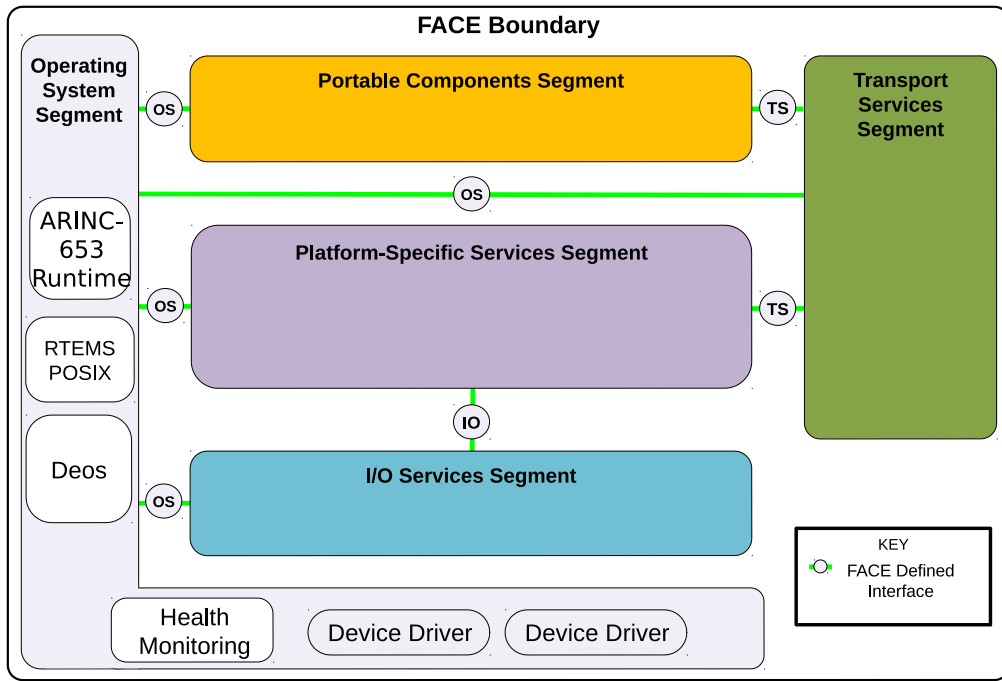 FACE Boundary
Operating
System
Segment
Portable Components Segment
Transport
Services
Segment
OS
TS
OS
ARINC-
653
Runtime
Platform-Specific Services Segment
OS
TS
RTEMS
POSIX
IO
Deos
I/O Services Segment
OS
KEY
FACE Defined
Interface
Health
Monitoring
Device Driver
Device Driver